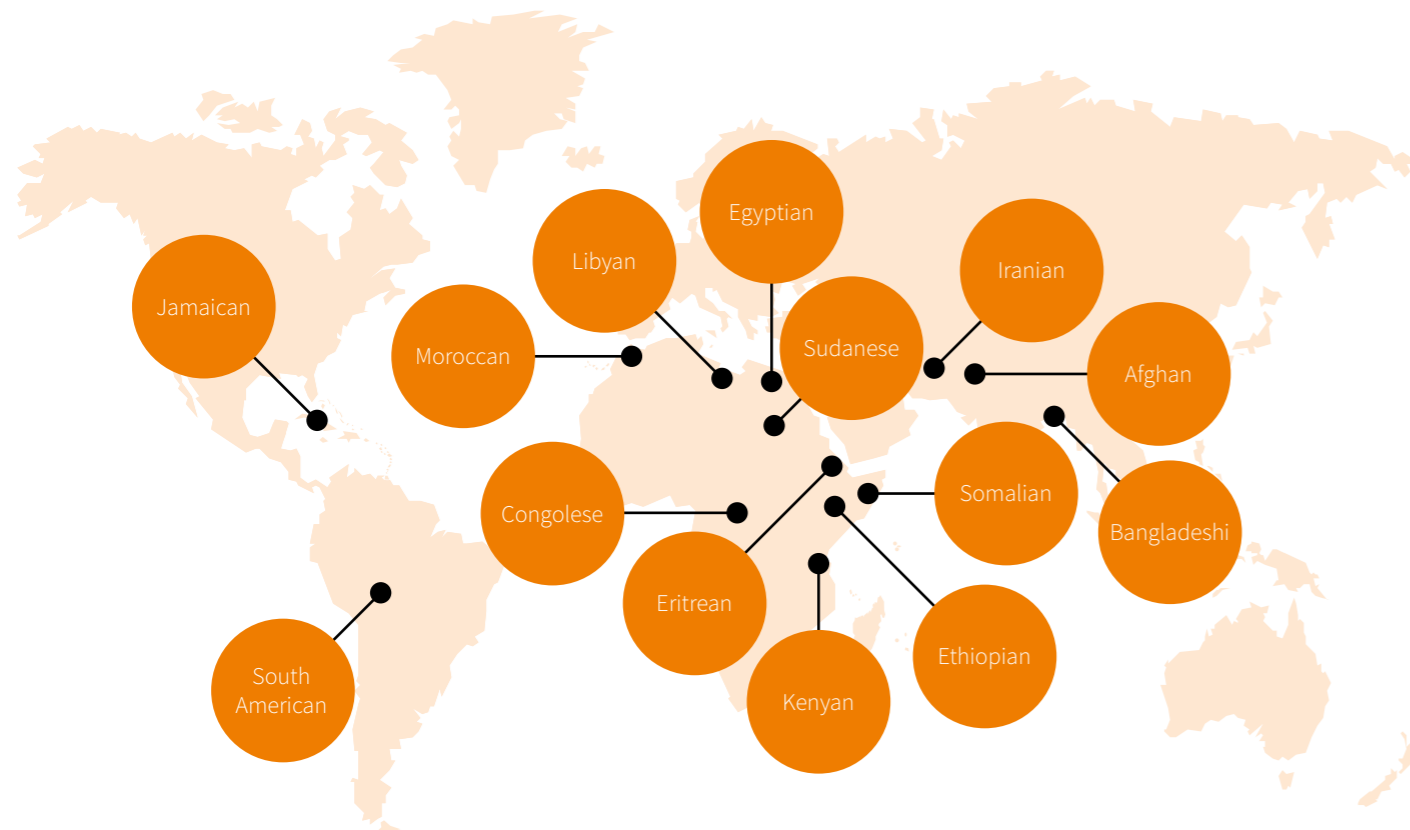 Egyptian
Libyan
Iranian
Jamaican
Sudanese
Moroccan
Afghan
Somalian
Congolese
Bangladeshi
Eritrean
Ethiopian
South
American
Kenyan